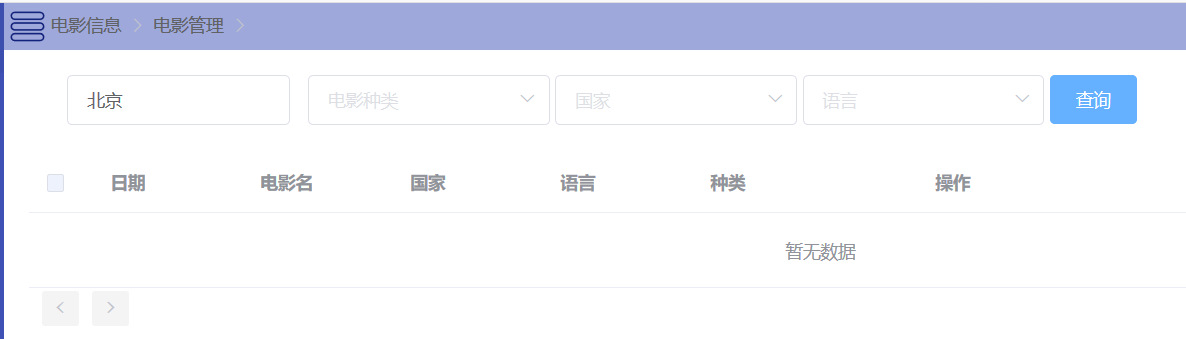 电影信息 > 电影管理 >
北京 电影种类 国家 语言 查询
日期 电影名 国家 语言 种类 操作
暂无数据